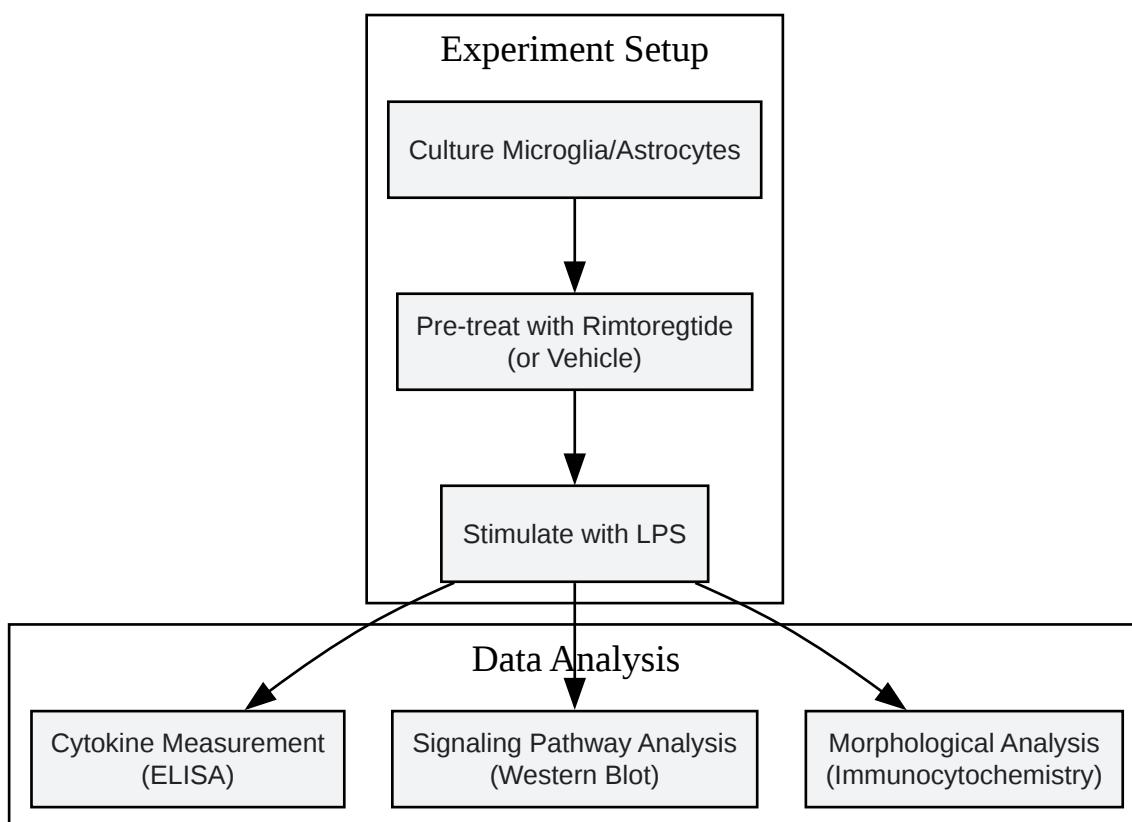 Experiment Setup
Culture Microglia/Astrocytes
Pre-treat with Rimtoregtide
(or Vehicle)
Stimulate with LPS
Data Analysis
Cytokine Measurement
(ELISA)
Signaling Pathway Analysis
(Western Blot)
Morphological Analysis
(Immunocytochemistry)